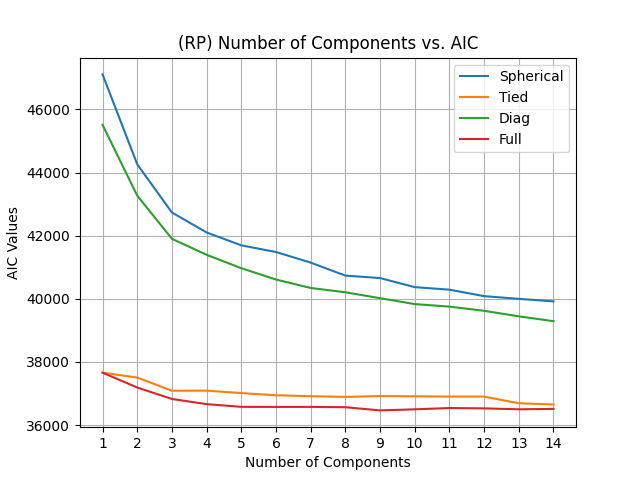 (RP) Number of Components vs. AIC
Spherical
Tied
Diag
Full
AIC Values
46000
44000
42000
40000
38000
36000
1 2 3 4 5 6 7 8 9 10 11 12 13 14
Number of Components